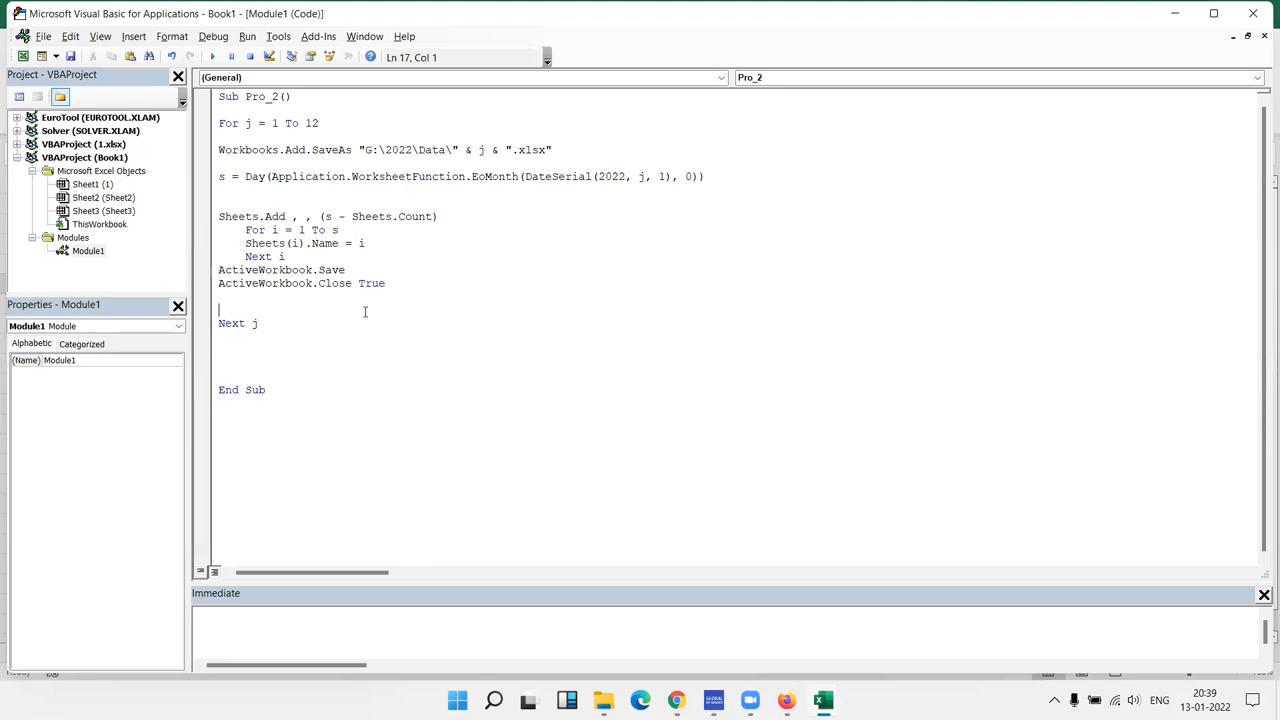 Microsoft Visual Basic for Applications - Book1 - [Module1 (Code)]
File Edit View Insert Format Debug Run Tools Add-Ins Window Help
Ln 17, Col 1
Project - VBAProject
EuroTool (EUROTOOL.XLAM)
Solver (SOLVER.XLAM)
VBAProject (1.xlsx)
VBAProject (Book1)
Microsoft Excel Objects
Sheet1 (1)
Sheet2 (Sheet2)
Sheet3 (Sheet3)
ThisWorkbook
Modules
Module1
Properties - Module1
Module1 Module
Alphabetic Categorized
(Name) Module1
(General) Pro_2
Sub Pro_2()
For j = 1 To 12
Workbooks.Add.SaveAs "G:\2022\Data\" & j & ".xlsx"
s = Day(Application.WorksheetFunction.EoMonth(DateSerial(2022, j, 1), 0))
Sheets.Add , , (s - Sheets.Count)
For i = 1 To s
Sheets(i).Name = i
Next i
ActiveWorkbook.Save
ActiveWorkbook.Close True
Next j
End Sub
Immediate
ENG
20:39
13-01-2022